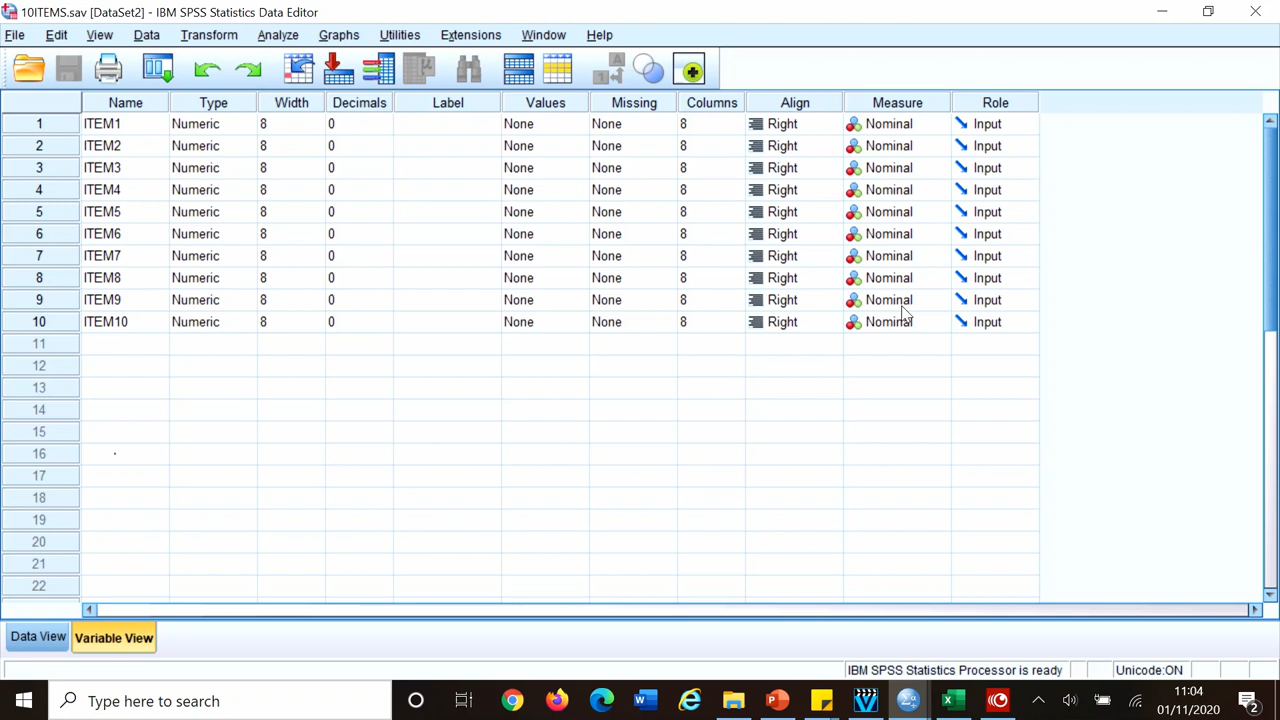 10ITEMS.sav [DataSet2] - IBM SPSS Statistics Data Editor
File Edit View Data Transform Analyze Graphs Utilities Extensions Window Help
Name Type Width Decimals Label Values Missing Columns Align Measure Role
1 ITEM1 Numeric 8 0 None None 8 Right Nominal Input
2 ITEM2 Numeric 8 0 None None 8 Right Nominal Input
3 ITEM3 Numeric 8 0 None None 8 Right Nominal Input
4 ITEM4 Numeric 8 0 None None 8 Right Nominal Input
5 ITEM5 Numeric 8 0 None None 8 Right Nominal Input
6 ITEM6 Numeric 8 0 None None 8 Right Nominal Input
7 ITEM7 Numeric 8 0 None None 8 Right Nominal Input
8 ITEM8 Numeric 8 0 None None 8 Right Nominal Input
9 ITEM9 Numeric 8 0 None None 8 Right Nominal Input
10 ITEM10 Numeric 8 0 None None 8 Right Nominal Input
11
12
13
14
15
16
17
18
19
20
21
22
Data View Variable View
IBM SPSS Statistics Processor is ready Unicode:ON
Type here to search
11:04
01/11/2020
2